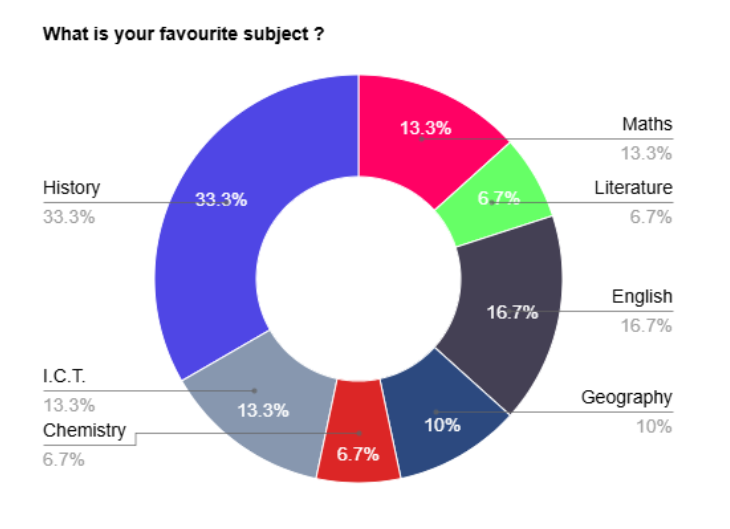 What is your favourite subject ?
13.3%
Maths
13.3%
6.7%
Literature
6.7%
16.7%
English
16.7%
10%
Geography
10%
6.7%
Chemistry
6.7%
13.3%
I.C.T.
13.3%
33.3%
History
33.3%